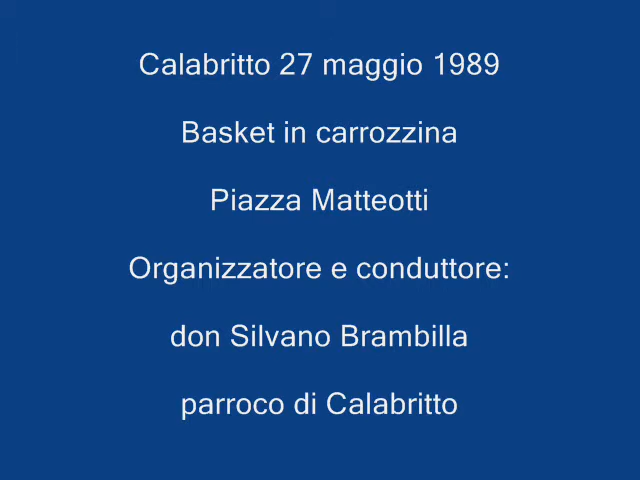 Calabritto 27 maggio 1989
Basket in carrozzina
Piazza Matteotti
Organizzatore e conduttore:
don Silvano Brambilla
parroco di Calabritto